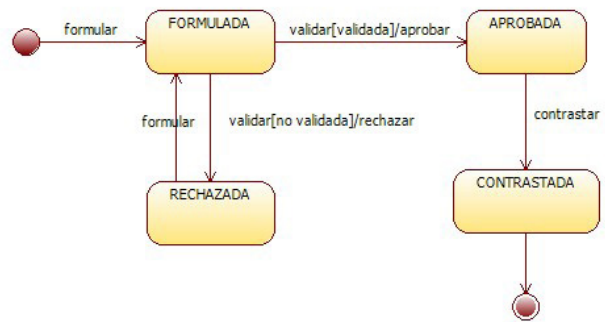 formular
FORMULADA
validar[validada]/aprobar
APROBADA
formular
validar[no validada]/rechazar
contrastar
RECHAZADA
CONTRASTADA